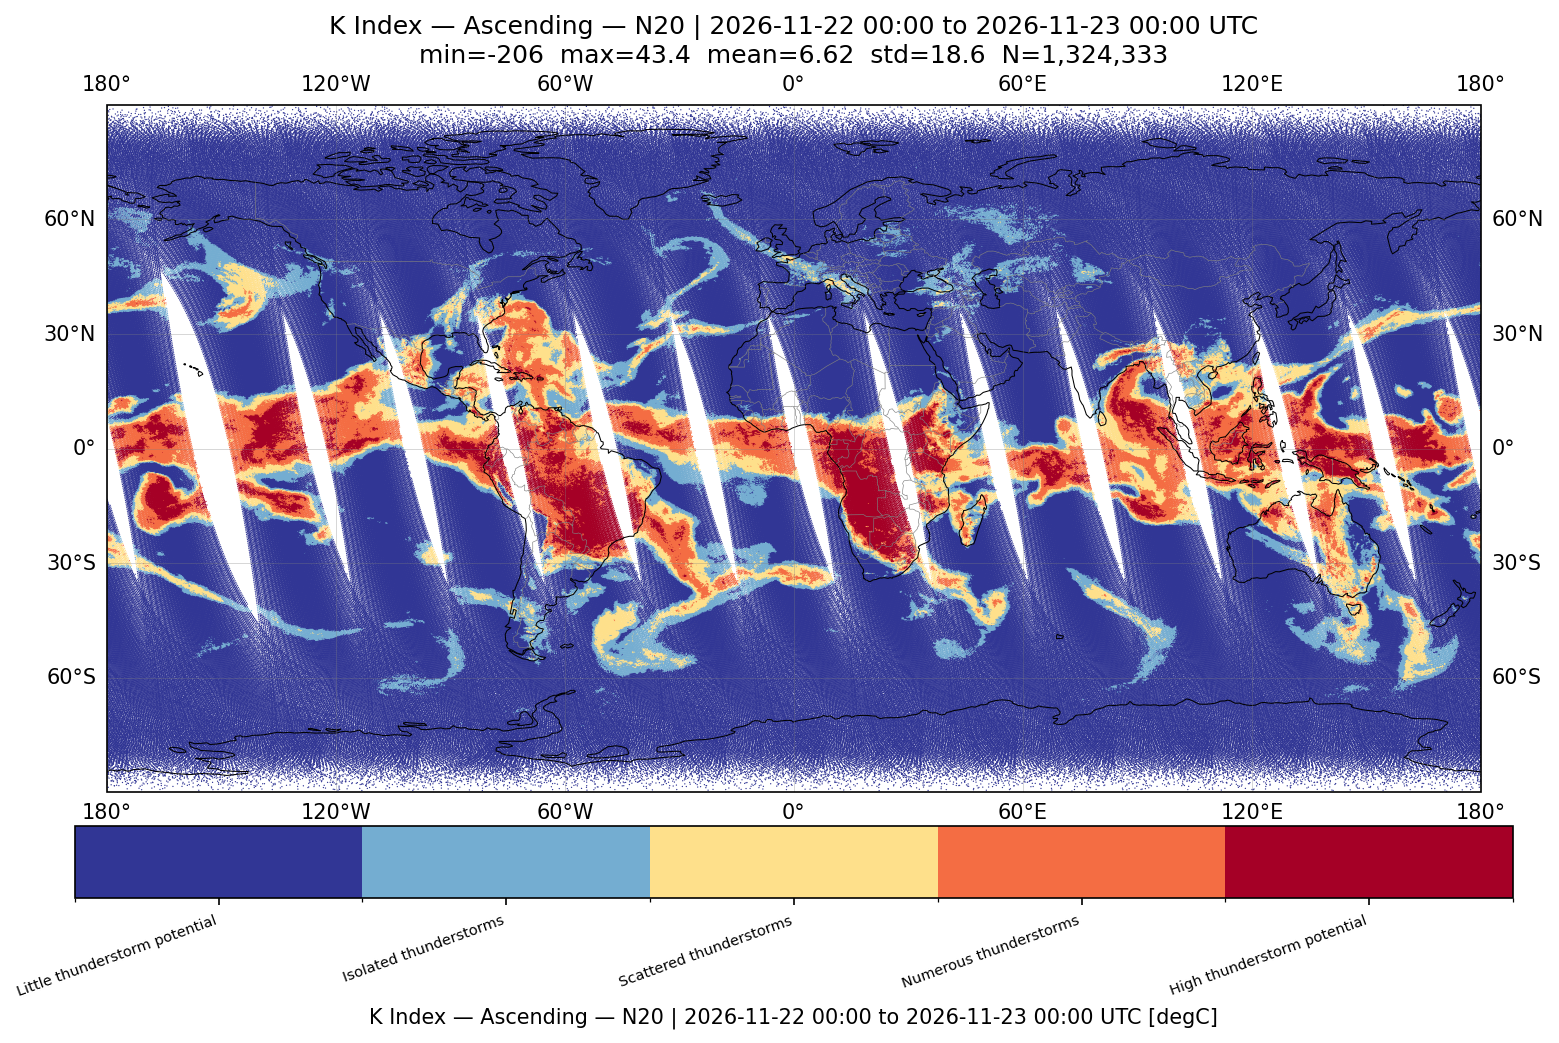 K Index — Ascending — N20 | 2026-11-22 00:00 to 2026-11-23 00:00 UTC
min=-206  max=43.4  mean=6.62  std=18.6  N=1,324,333
180° 120°W 60°W 0° 60°E 120°E 180°
60°N 60°N
30°N 30°N
0° 0°
30°S 30°S
60°S 60°S
180° 120°W 60°W 0° 60°E 120°E 180°
Little thunderstorm potential
Isolated thunderstorms
Scattered thunderstorms
Numerous thunderstorms
High thunderstorm potential
K Index — Ascending — N20 | 2026-11-22 00:00 to 2026-11-23 00:00 UTC [degC]